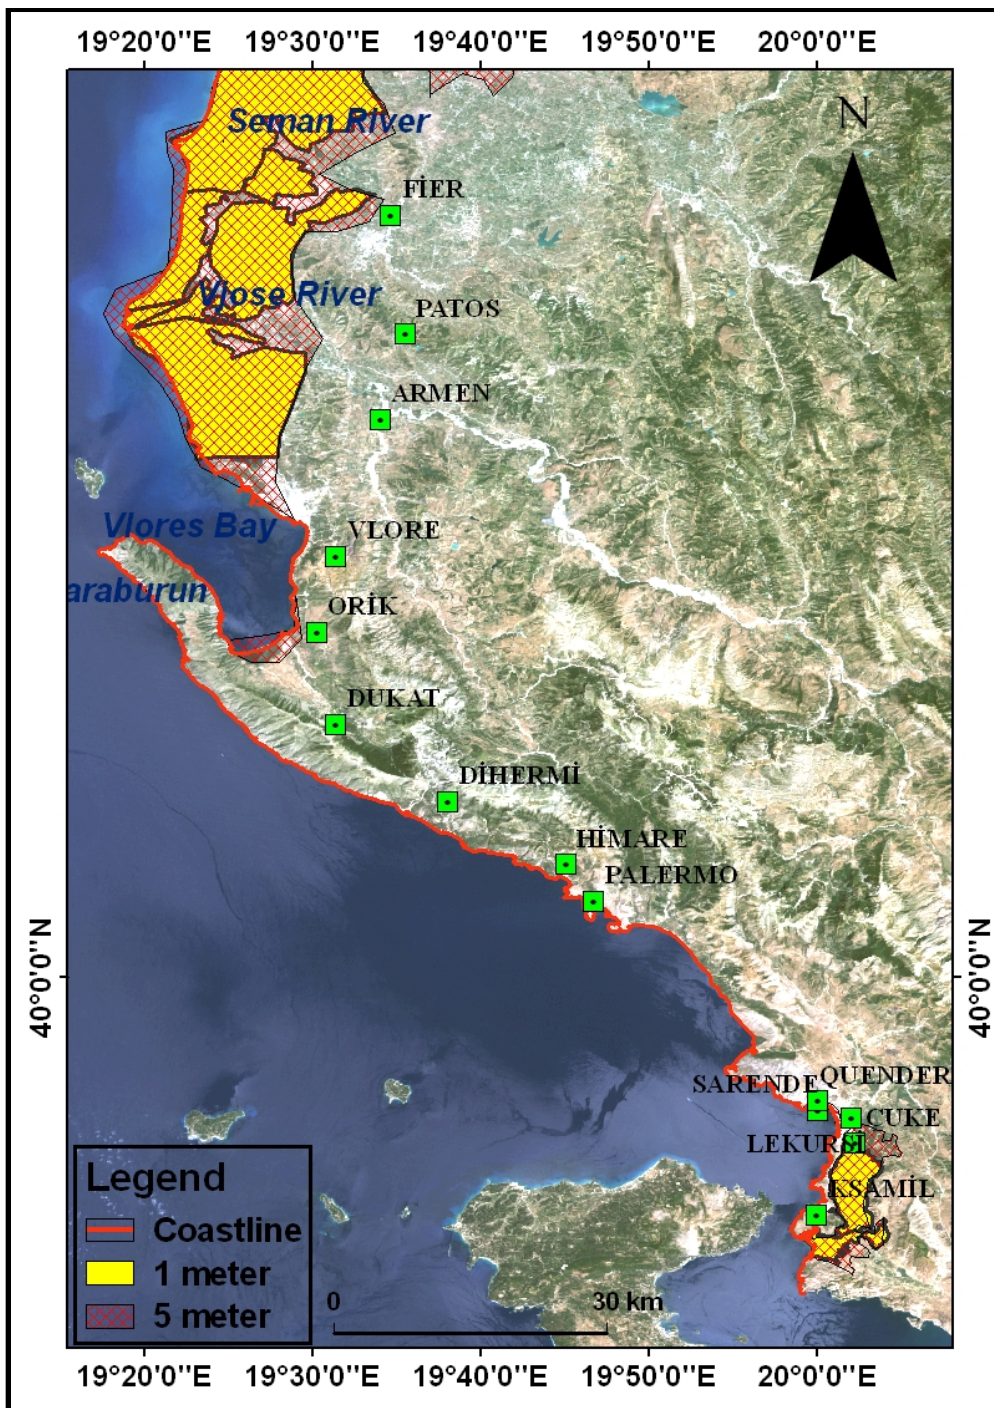 19°20'0"E 19°30'0"E 19°40'0"E 19°50'0"E 20°0'0"E
N
Seman River
FİER
Vjose River
PATOS
ARMEN
Vlores Bay
VLORE
araburun
ORİK
DUKAT
DİHERMİ
HİMARE
PALERMO
40°0'0"N
40°0'0"N
SARENDE
QUENDER
CUKE
LEKURSI
KSAMİL
Legend
Coastline
1 meter
5 meter
0 30 km
19°20'0"E 19°30'0"E 19°40'0"E 19°50'0"E 20°0'0"E